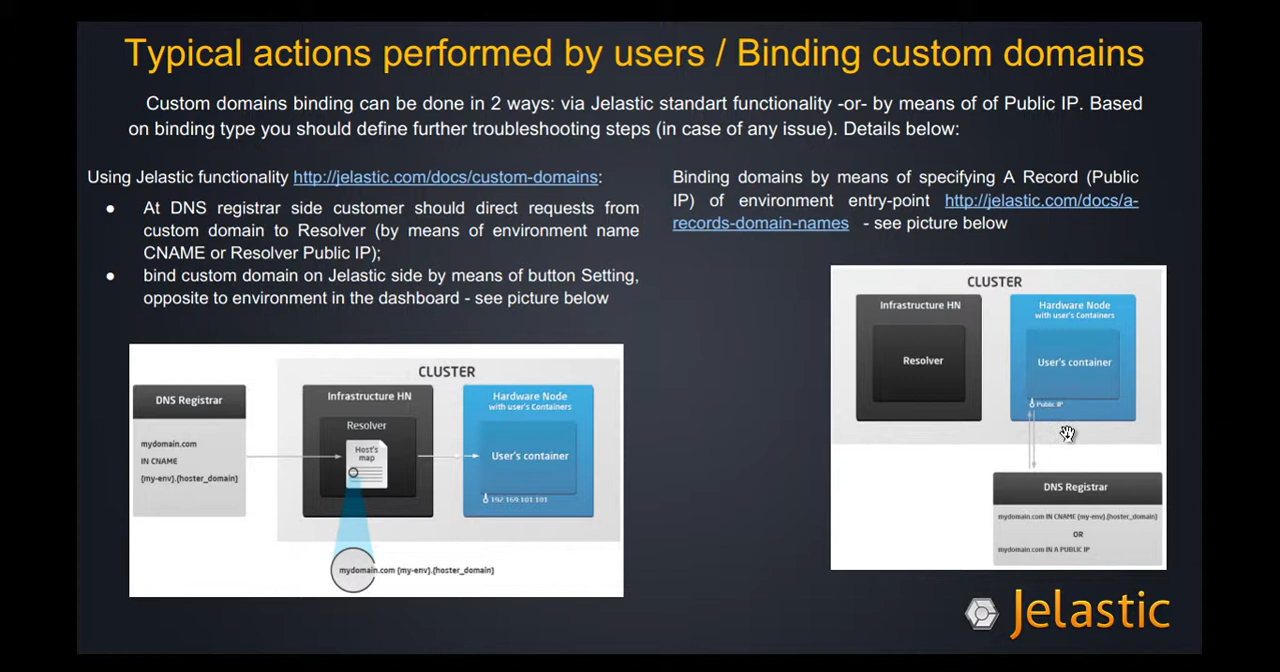 Typical actions performed by users / Binding custom domains
Custom domains binding can be done in 2 ways: via Jelastic standart functionality -or- by means of of Public IP. Based
on binding type you should define further troubleshooting steps (in case of any issue). Details below:
Using Jelastic functionality http://jelastic.com/docs/custom-domains:
● At DNS registrar side customer should direct requests from
custom domain to Resolver (by means of environment name
CNAME or Resolver Public IP);
● bind custom domain on Jelastic side by means of button Setting,
opposite to environment in the dashboard - see picture below
Binding domains by means of specifying A Record (Public
IP) of environment entry-point http://jelastic.com/docs/a-
records-domain-names - see picture below
CLUSTER
DNS Registrar
mydomain.com
IN CNAME
{my-env}.{hoster_domain}
Infrastructure HN
Resolver
Host's
map
Hardware Node
with user's Containers
User's container
192.169.101.101
mydomain.com {my-env}.{hoster_domain}
CLUSTER
Infrastructure HN
Resolver
Hardware Node
with user's Containers
User's container
Public IP
DNS Registrar
mydomain.com IN CNAME {my-env}.{hoster_domain}
OR
mydomain.com IN A PUBLIC IP
Jelastic